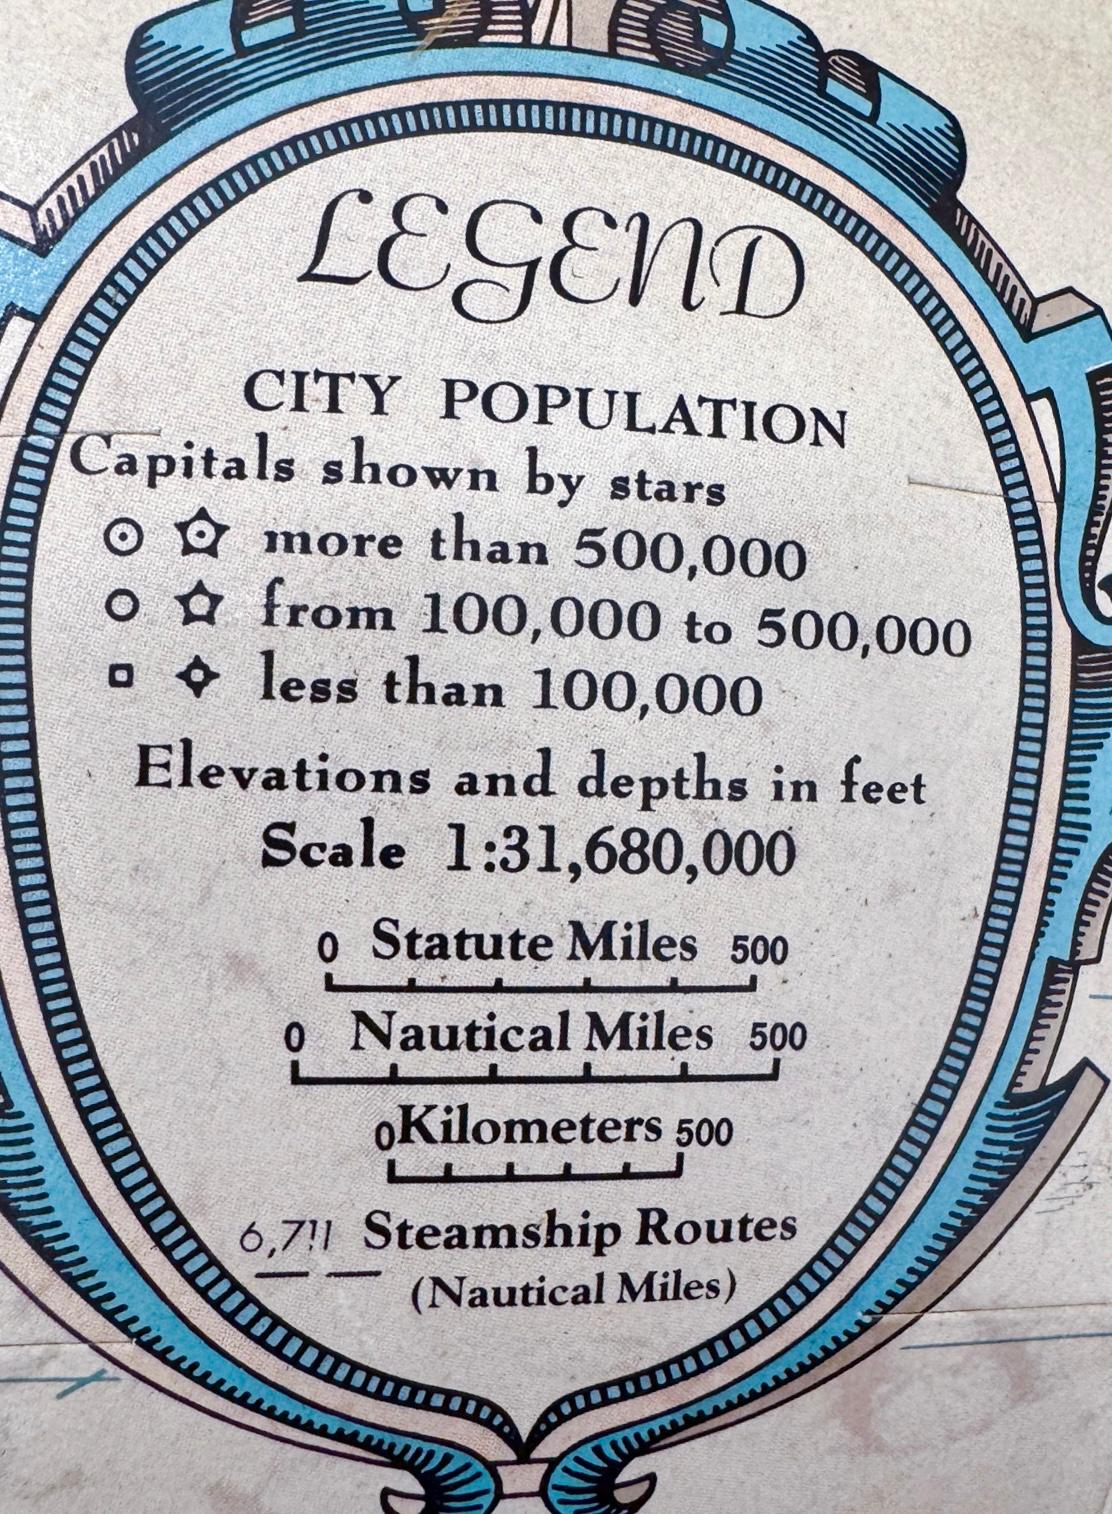 LEGEND
CITY POPULATION
Capitals shown by stars
more than 500,000
from 100,000 to 500,000
less than 100,000
Elevations and depths in feet
Scale 1:31,680,000
0 Statute Miles 500
0 Nautical Miles 500
0 Kilometers 500
6,711 Steamship Routes
(Nautical Miles)